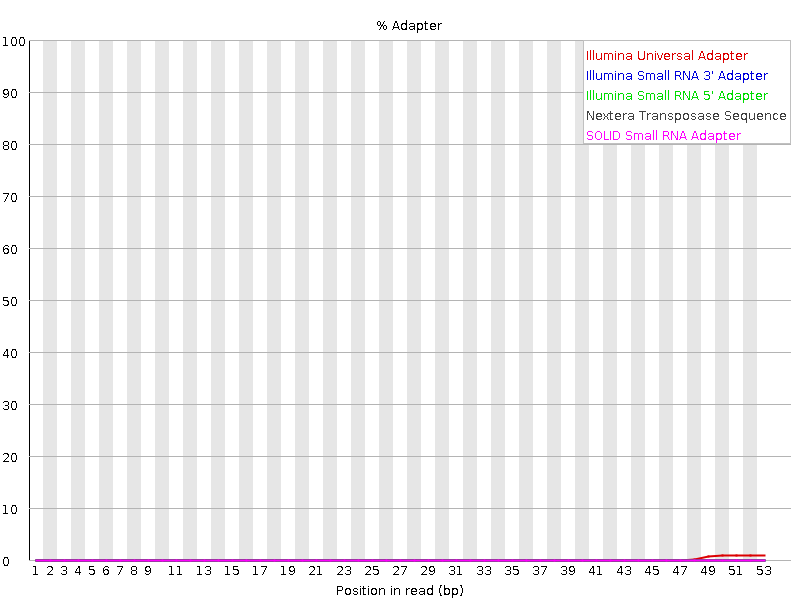 % Adapter
100
90
80
70
60
50
40
30
20
10
0
Illumina Universal Adapter
Illumina Small RNA 3' Adapter
Illumina Small RNA 5' Adapter
Nextera Transposase Sequence
SOLID Small RNA Adapter
1 2 3 4 5 6 7 8 9 11 13 15 17 19 21 23 25 27 29 31 33 35 37 39 41 43 45 47 49 51 53
Position in read (bp)